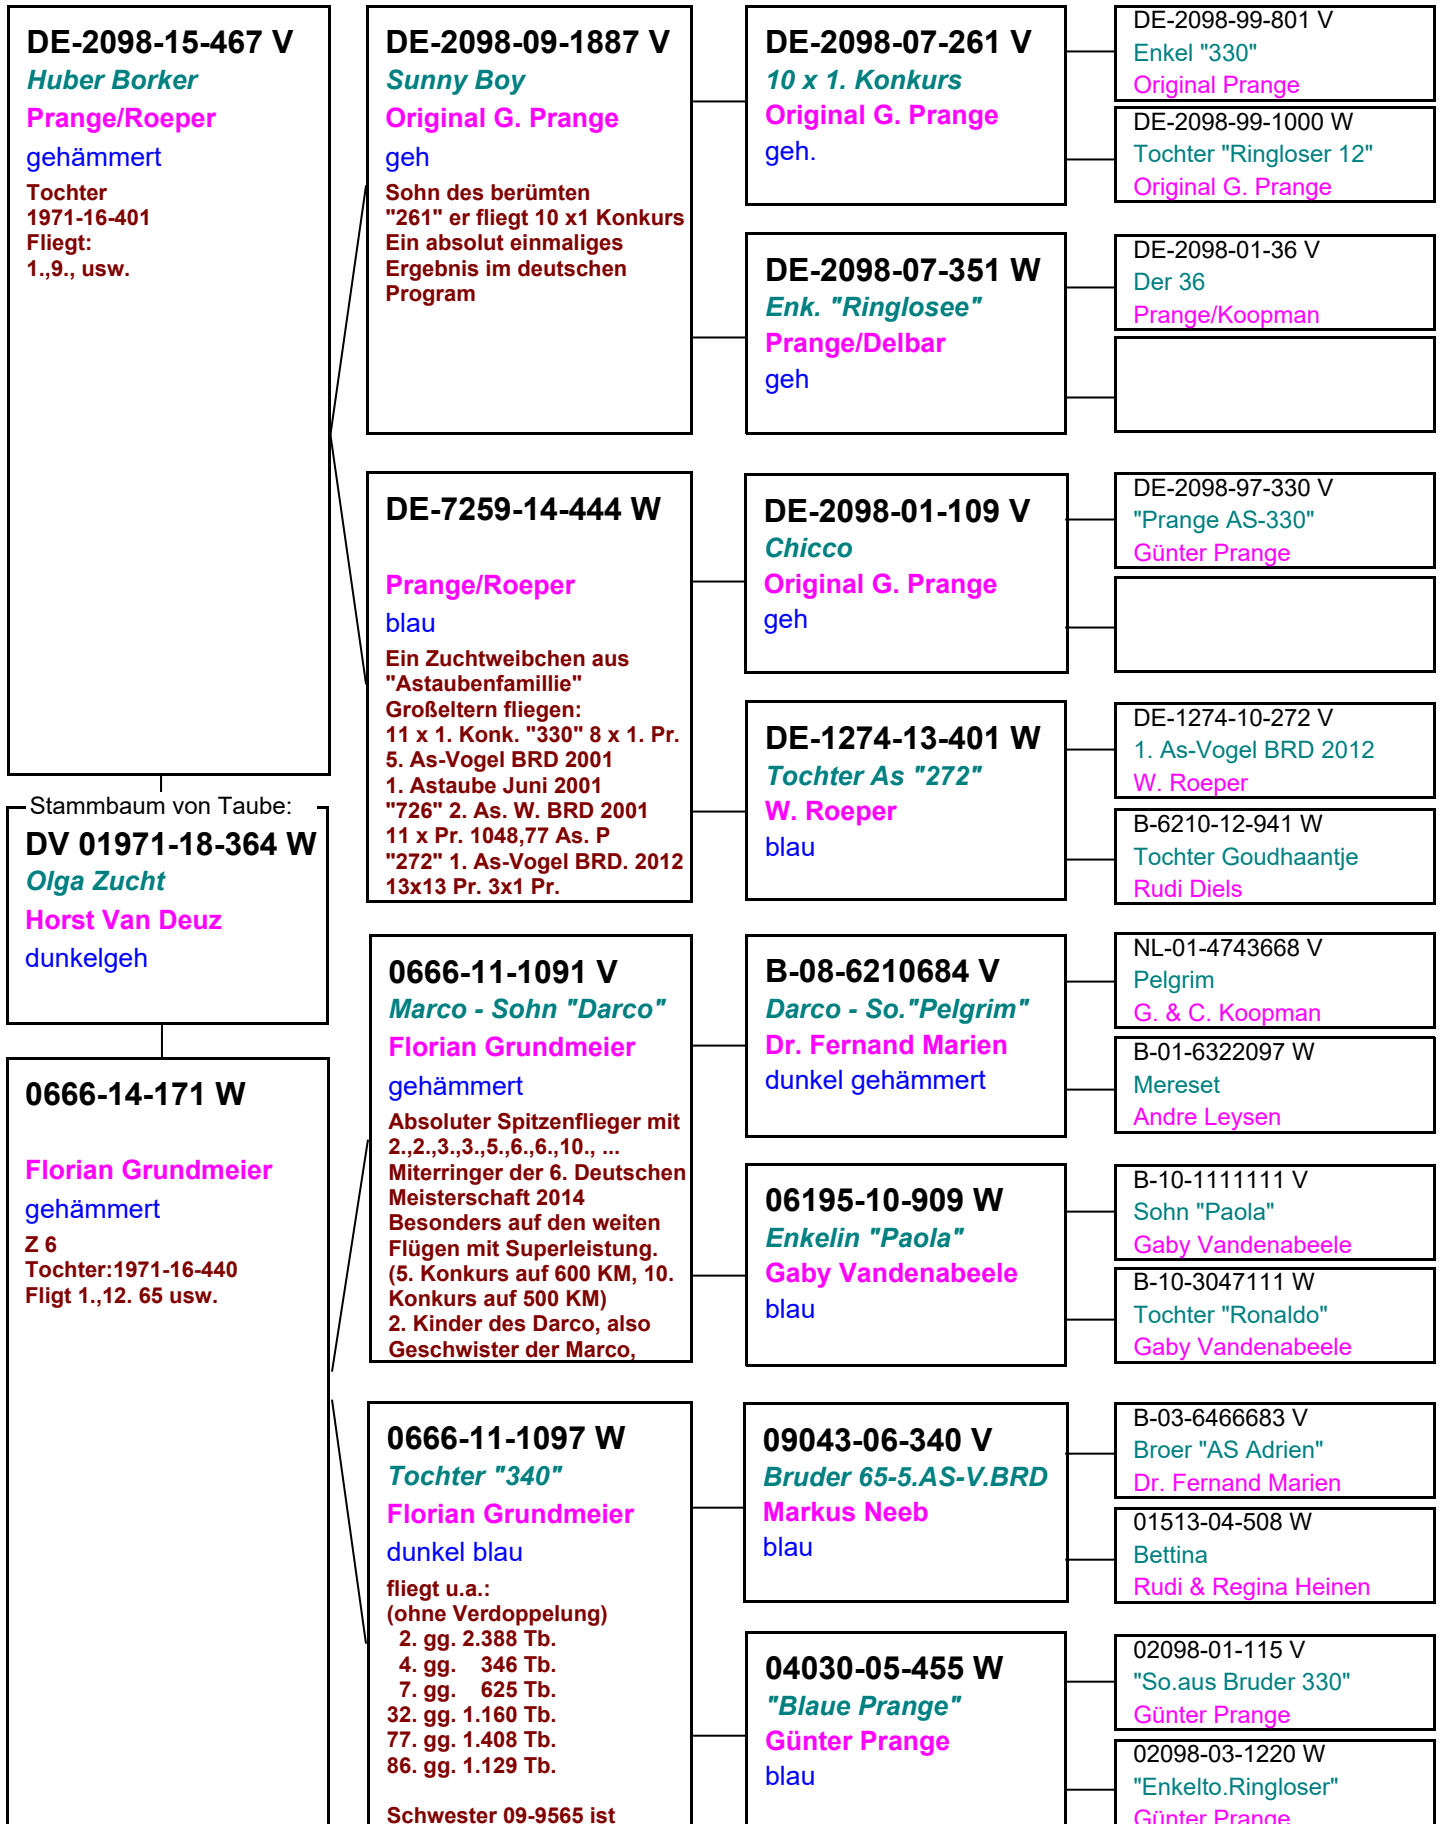 DE-2098-15-467 V
Huber Borker
Prange/Roeper
gehämmert
Tochter
1971-16-401
Fliegt:
1.,9., usw.
Stammbaum von Taube:
DV 01971-18-364 W
Olga Zucht
Horst Van Deuz
dunkelgeh
0666-14-171 W
Florian Grundmeier
gehämmert
Z 6
Tochter:1971-16-440
Fligt 1.,12. 65 usw.
DE-2098-09-1887 V
Sunny Boy
Original G. Prange
geh
Sohn des berümten
"261" er fliegt 10 x1 Konkurs
Ein absolut einmaliges
Ergebnis im deutschen
Program
DE-7259-14-444 W
Prange/Roeper
blau
Ein Zuchtweibchen aus
"Astaubenfamillie"
Großeltern fliegen:
11 x 1. Konk. "330" 8 x 1. Pr.
5. As-Vogel BRD 2001
1. Astaube Juni 2001
"726" 2. As. W. BRD 2001
11 x Pr. 1048,77 As. P
"272" 1. As-Vogel BRD. 2012
13x13 Pr. 3x1 Pr.
0666-11-1091 V
Marco - Sohn "Darco"
Florian Grundmeier
gehämmert
Absoluter Spitzenflieger mit
2.,2.,3.,3.,5.,6.,6.,10., ...
Miterringer der 6. Deutschen
Meisterschaft 2014
Besonders auf den weiten
Flügen mit Superleistung.
(5. Konkurs auf 600 KM, 10.
Konkurs auf 500 KM)
2. Kinder des Darco, also
Geschwister der Marco,
0666-11-1097 W
Tochter "340"
Florian Grundmeier
dunkel blau
fliegt u.a.:
(ohne Verdoppelung)
2. gg. 2.388 Tb.
4. gg. 346 Tb.
7. gg. 625 Tb.
32. gg. 1.160 Tb.
77. gg. 1.408 Tb.
86. gg. 1.129 Tb.
Schwester 09-9565 ist
DE-2098-07-261 V
10 x 1. Konkurs
Original G. Prange
geh.
DE-2098-07-351 W
Enk. "Ringlosee"
Prange/Delbar
geh
DE-2098-01-109 V
Chicco
Original G. Prange
geh
DE-1274-13-401 W
Tochter As "272"
W. Roeper
blau
B-08-6210684 V
Darco - So."Pelgrim"
Dr. Fernand Marien
dunkel gehämmert
06195-10-909 W
Enkelin "Paola"
Gaby Vandenabeele
blau
09043-06-340 V
Bruder 65-5.AS-V.BRD
Markus Neeb
blau
04030-05-455 W
"Blaue Prange"
Günter Prange
blau
DE-2098-99-801 V
Enkel "330"
Original Prange
DE-2098-99-1000 W
Tochter "Ringloser 12"
Original G. Prange
DE-2098-01-36 V
Der 36
Prange/Koopman
DE-2098-97-330 V
"Prange AS-330"
Günter Prange
DE-1274-10-272 V
1. As-Vogel BRD 2012
W. Roeper
B-6210-12-941 W
Tochter Goudhaantje
Rudi Diels
NL-01-4743668 V
Pelgrim
G. & C. Koopman
B-01-6322097 W
Mereset
Andre Leysen
B-10-1111111 V
Sohn "Paola"
Gaby Vandenabeele
B-10-3047111 W
Tochter "Ronaldo"
Gaby Vandenabeele
B-03-6466683 V
Broer "AS Adrien"
Dr. Fernand Marien
01513-04-508 W
Bettina
Rudi & Regina Heinen
02098-01-115 V
"So.aus Bruder 330"
Günter Prange
02098-03-1220 W
"Enkelto.Ringloser"
Günter Prange